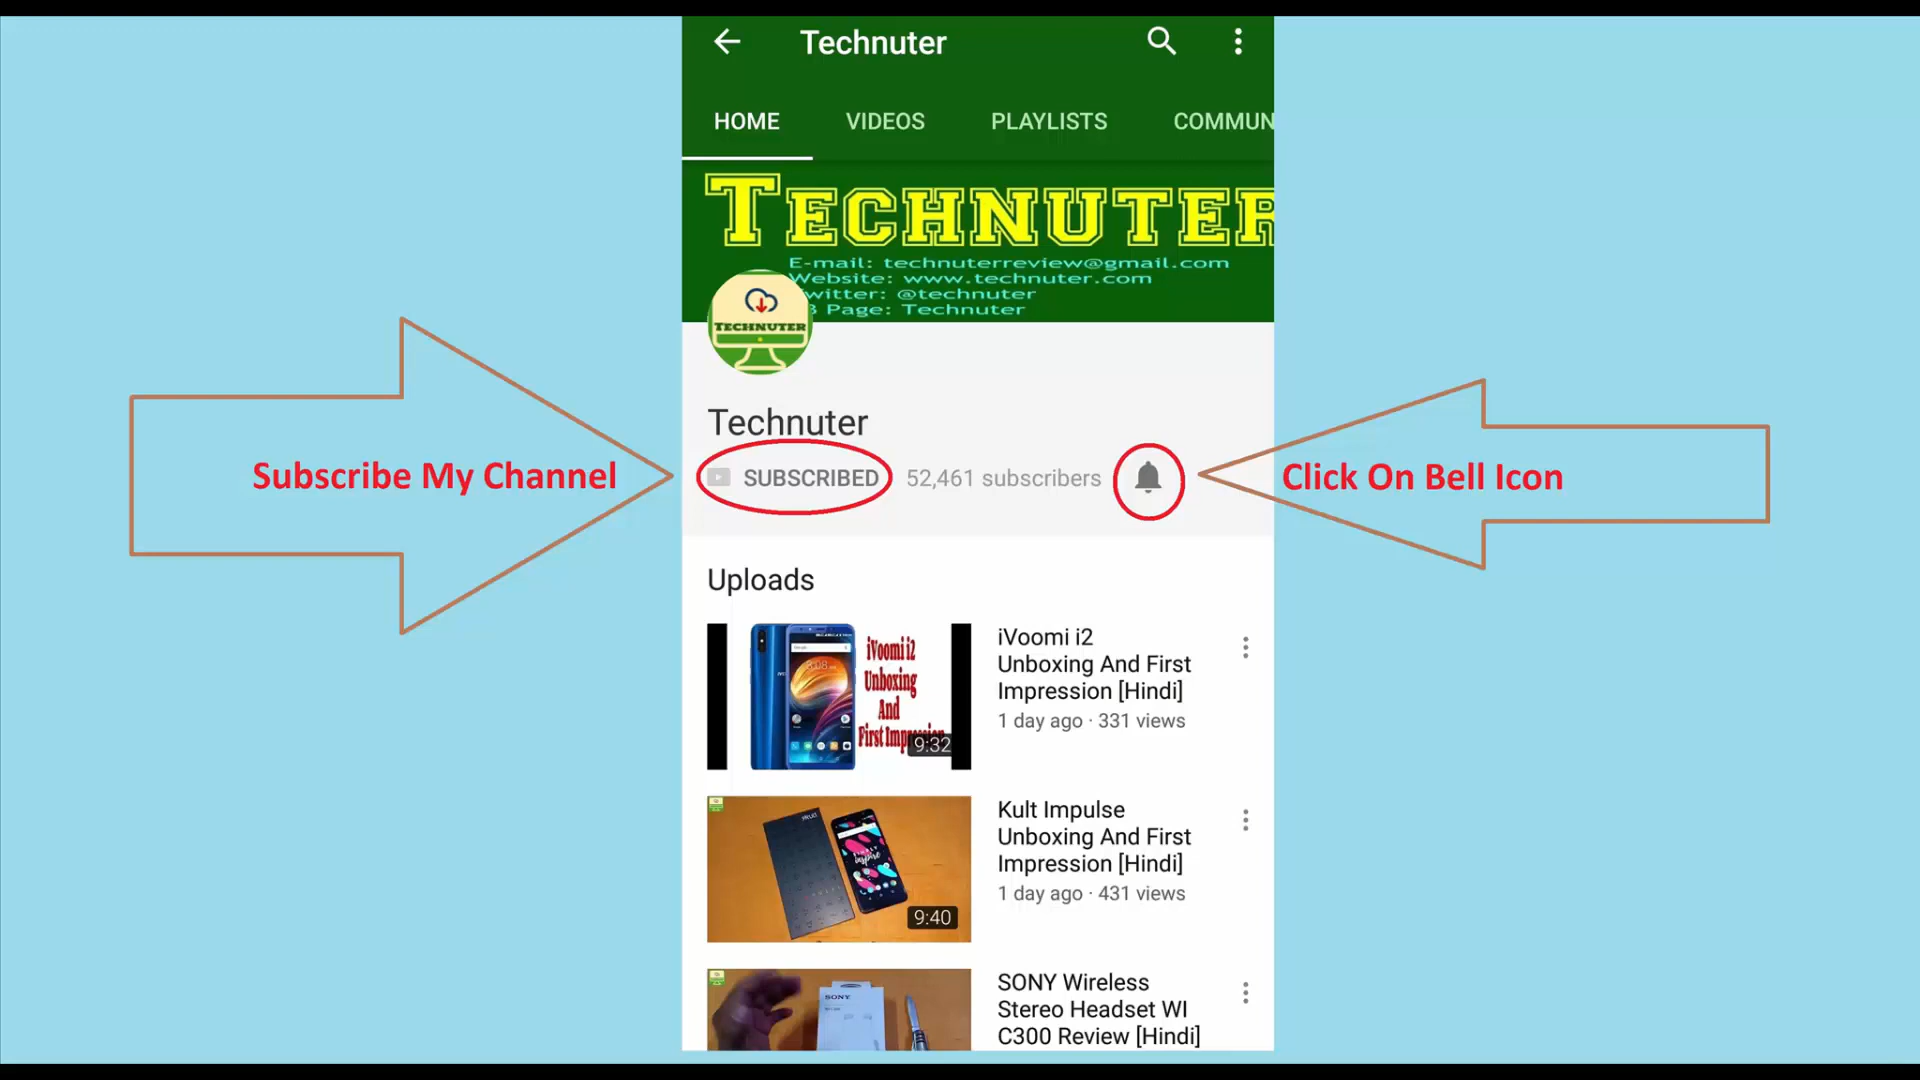 Technuter
HOME VIDEOS PLAYLISTS COMMUN
TECHNUTER
E-mail: technuterreview@gmail.com
Website: www.technuter.com
witter: @technuter
B Page: Technuter
TECHNUTER
Technuter
Subscribe My Channel
SUBSCRIBED 52,461 subscribers
Click On Bell Icon
Uploads
iVoomi i2
Unboxing
And
First Impression
9:32
iVoomi i2
Unboxing And First
Impression [Hindi]
1 day ago · 331 views
9:40
Kult Impulse
Unboxing And First
Impression [Hindi]
1 day ago · 431 views
SONY
SONY Wireless
Stereo Headset WI
C300 Review [Hindi]